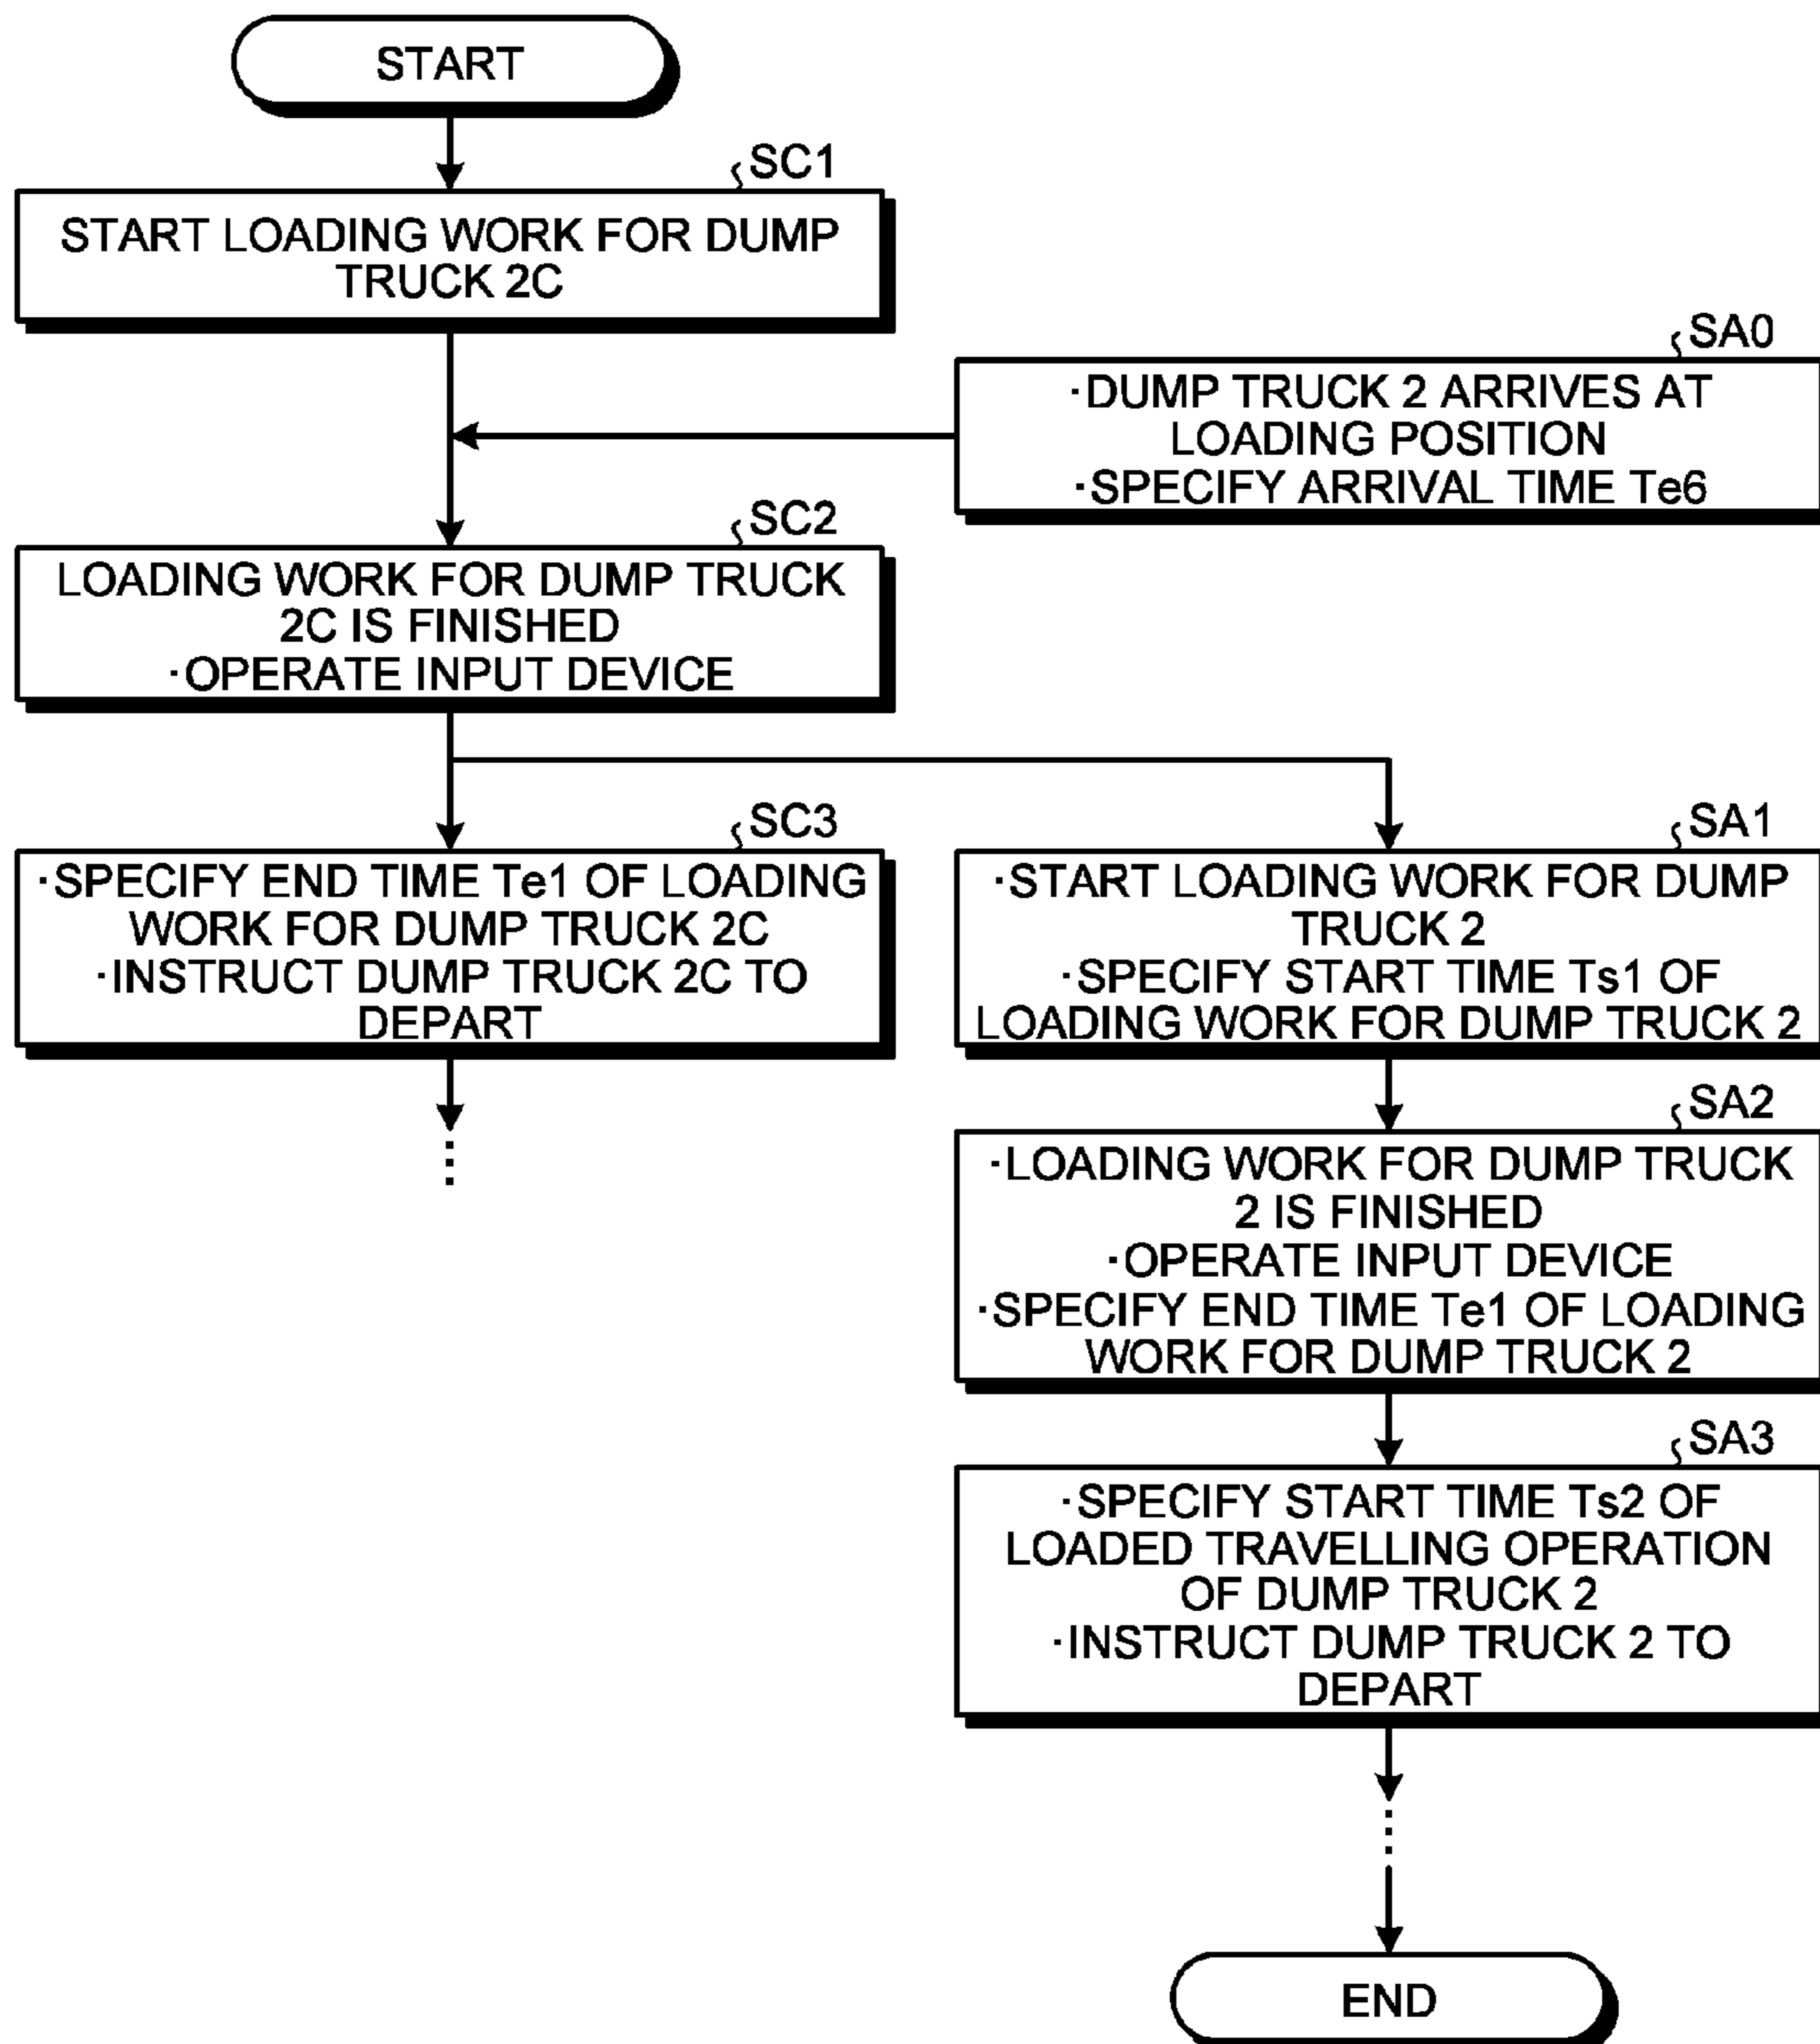 START
SC1
START LOADING WORK FOR DUMP
TRUCK 2C
SA0
·DUMP TRUCK 2 ARRIVES AT
LOADING POSITION
·SPECIFY ARRIVAL TIME Te6
SC2
LOADING WORK FOR DUMP TRUCK
2C IS FINISHED
·OPERATE INPUT DEVICE
SC3
·SPECIFY END TIME Te1 OF LOADING
WORK FOR DUMP TRUCK 2C
·INSTRUCT DUMP TRUCK 2C TO
DEPART
SA1
·START LOADING WORK FOR DUMP
TRUCK 2
·SPECIFY START TIME Ts1 OF
LOADING WORK FOR DUMP TRUCK 2
SA2
·LOADING WORK FOR DUMP TRUCK
2 IS FINISHED
·OPERATE INPUT DEVICE
·SPECIFY END TIME Te1 OF LOADING
WORK FOR DUMP TRUCK 2
SA3
·SPECIFY START TIME Ts2 OF
LOADED TRAVELLING OPERATION
OF DUMP TRUCK 2
·INSTRUCT DUMP TRUCK 2 TO
DEPART
END